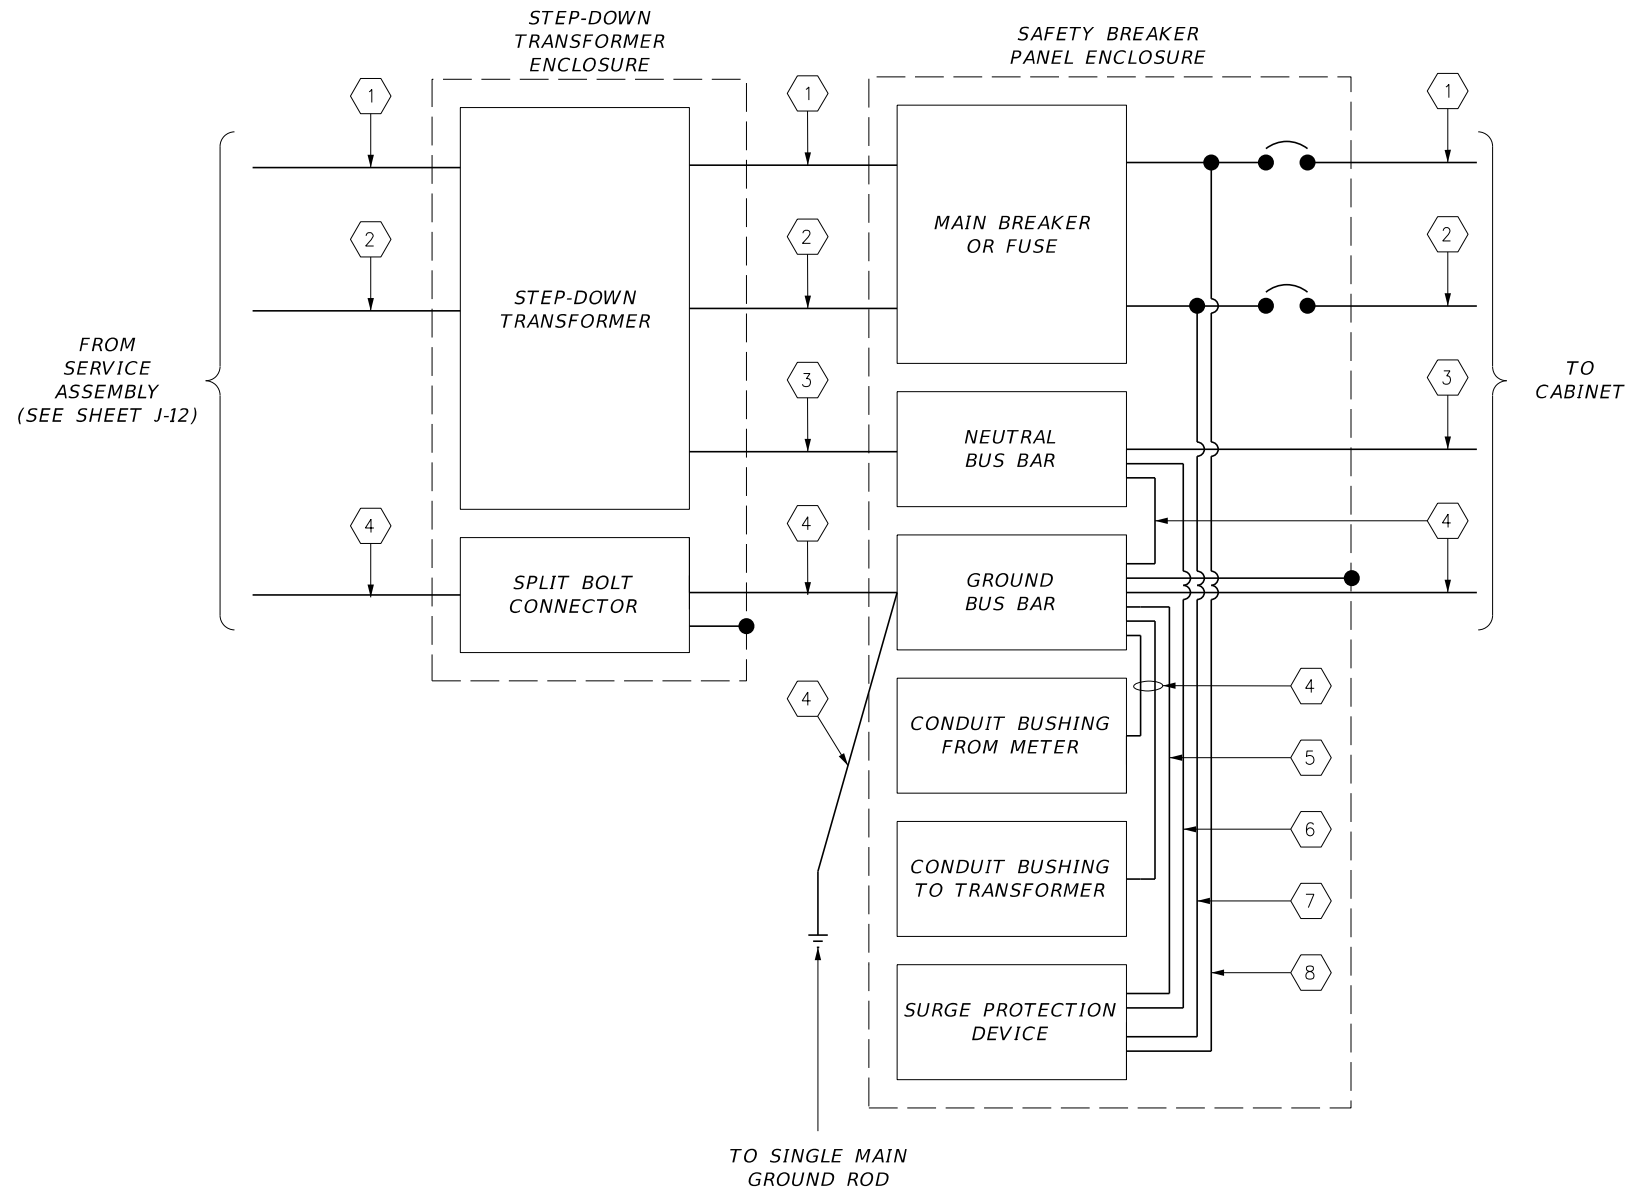 STEP-DOWN
TRANSFORMER
ENCLOSURE
SAFETY BREAKER
PANEL ENCLOSURE
1
1
1
2
2
2
MAIN BREAKER
OR FUSE
STEP-DOWN
TRANSFORMER
FROM
SERVICE
ASSEMBLY
(SEE SHEET J-12)
TO
CABINET
3
3
NEUTRAL
BUS BAR
4
4
4
SPLIT BOLT
CONNECTOR
GROUND
BUS BAR
4
4
CONDUIT BUSHING
FROM METER
5
6
CONDUIT BUSHING
TO TRANSFORMER
7
8
SURGE PROTECTION
DEVICE
TO SINGLE MAIN
GROUND ROD